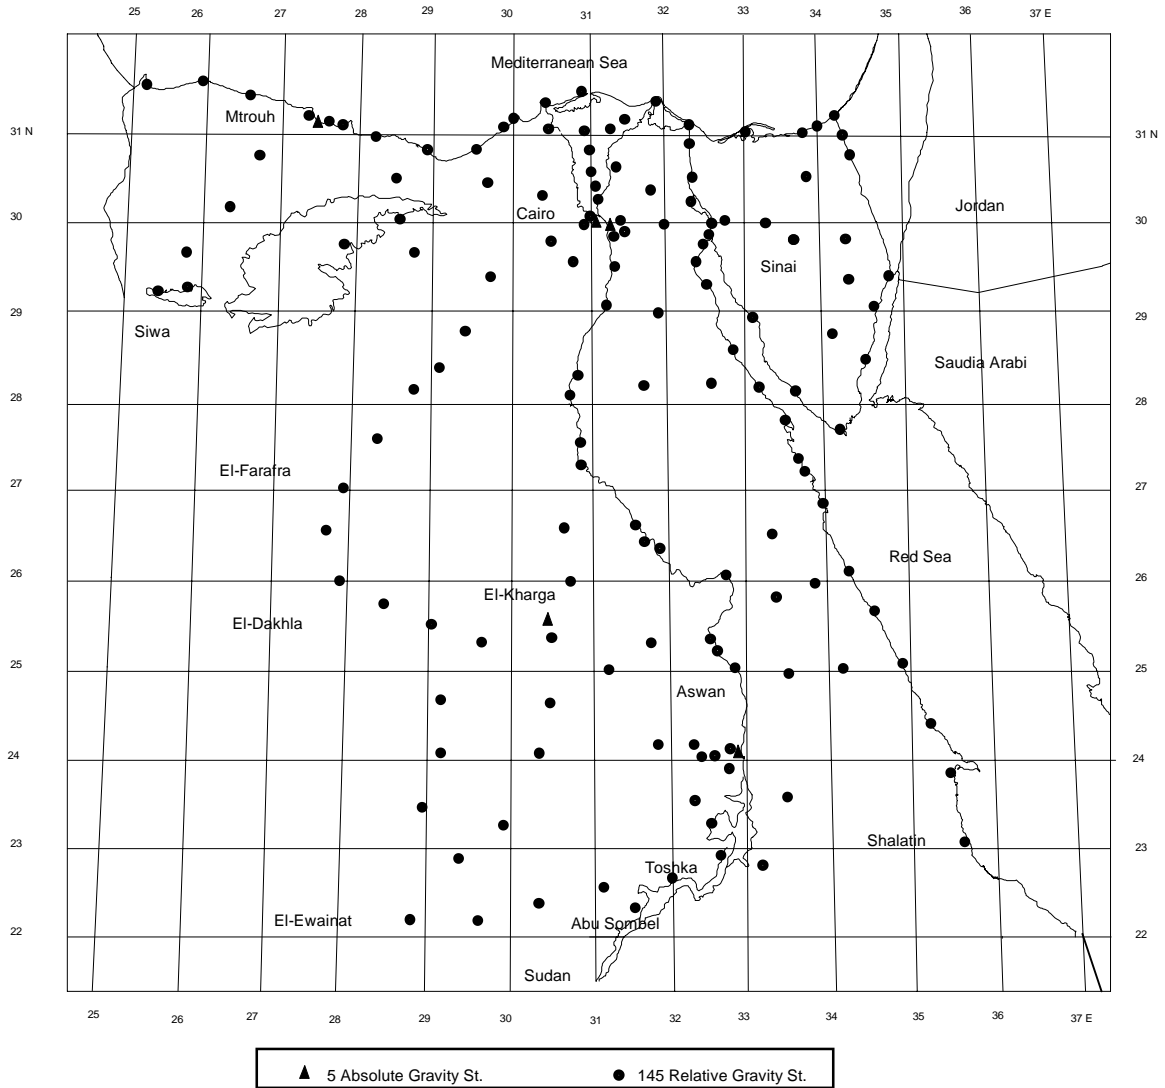 25 26 27 28 29 30 31 32 33 34 35 36 37 E
Mediterranean Sea
Mtrouh
31 N 31 N
Jordan
Cairo
30 30
Sinai
29 29
Siwa
Saudia Arabi
28 28
El-Farafra
27 27
Red Sea
26 26
El-Kharga
El-Dakhla
25 25
Aswan
24 24
Shalatin
23 23
Toshka
El-Ewainat
Abu Sombel
22 22
Sudan
25 26 27 28 29 30 31 32 33 34 35 36 37 E
5 Absolute Gravity St. 145 Relative Gravity St.